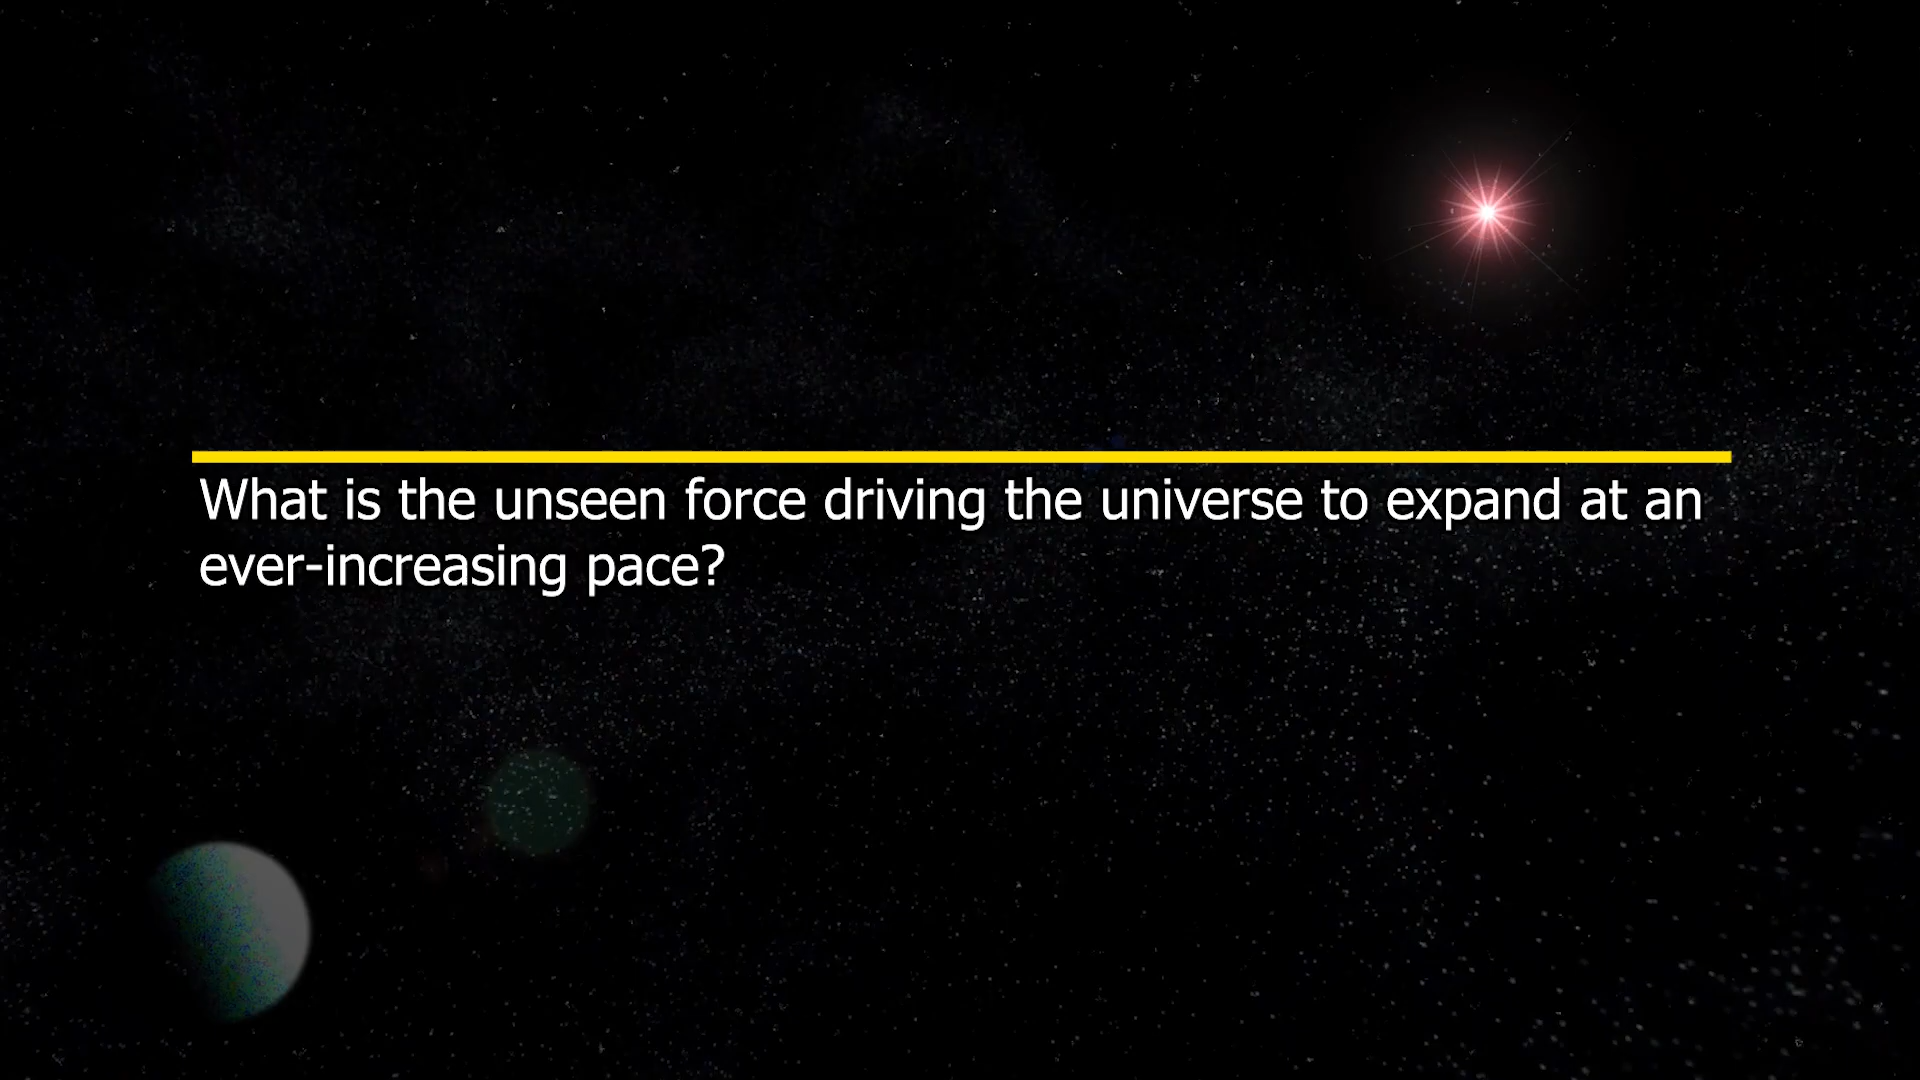 What is the unseen force driving the universe to expand at an
ever-increasing pace?